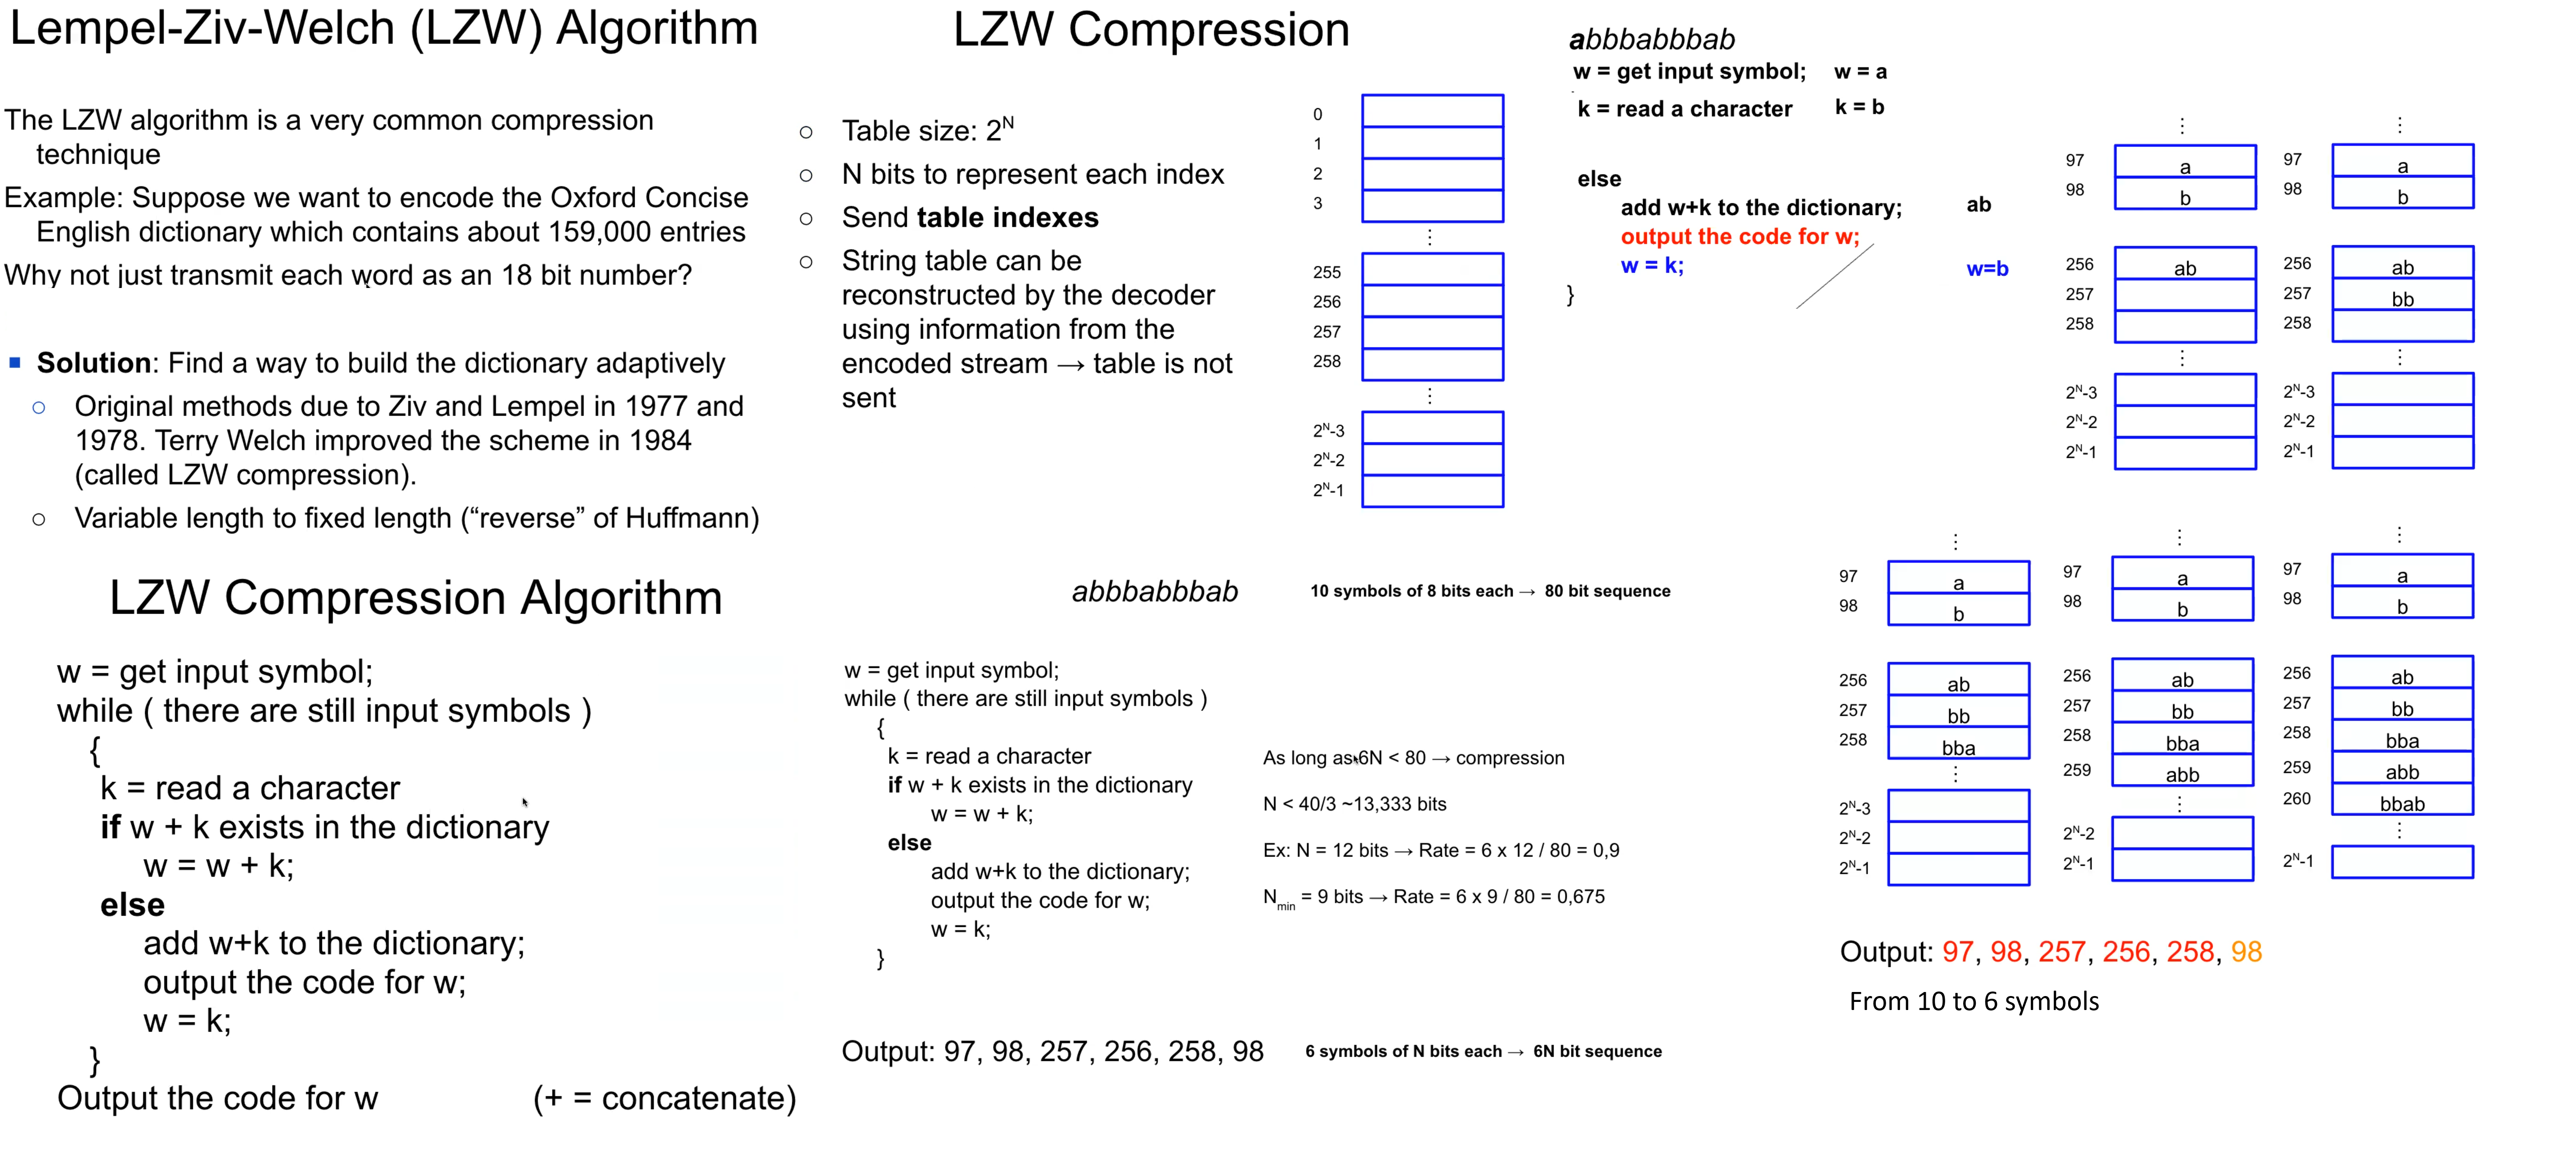 Lempel-Ziv-Welch (LZW) Algorithm
The LZW algorithm is a very common compression
technique
Example: Suppose we want to encode the Oxford Concise
English dictionary which contains about 159,000 entries
Why not just transmit each word as an 18 bit number?
■ Solution: Find a way to build the dictionary adaptively
○ Original methods due to Ziv and Lempel in 1977 and
1978. Terry Welch improved the scheme in 1984
(called LZW compression).
○ Variable length to fixed length (“reverse” of Huffmann)
LZW Compression
○ Table size: 2^N
○ N bits to represent each index
○ Send table indexes
○ String table can be
reconstructed by the decoder
using information from the
encoded stream → table is not
sent
0
1
2
3
⋮
255
256
257
258
⋮
2^N-3
2^N-2
2^N-1
abbbabbbab
w = get input symbol; w = a
k = read a character k = b
else
add w+k to the dictionary; ab
output the code for w;
w = k; w=b
}
⋮
97 a
98 b
256 ab
257
258
⋮
2^N-3
2^N-2
2^N-1
⋮
97 a
98 b
256 ab
257 bb
258
⋮
2^N-3
2^N-2
2^N-1
LZW Compression Algorithm
w = get input symbol;
while ( there are still input symbols )
{
k = read a character
if w + k exists in the dictionary
w = w + k;
else
add w+k to the dictionary;
output the code for w;
w = k;
}
Output the code for w (+ = concatenate)
abbbabbbab 10 symbols of 8 bits each → 80 bit sequence
w = get input symbol;
while ( there are still input symbols )
{
k = read a character
if w + k exists in the dictionary
w = w + k;
else
add w+k to the dictionary;
output the code for w;
w = k;
}
As long as 6N < 80 → compression
N < 40/3 ~13,333 bits
Ex: N = 12 bits → Rate = 6 x 12 / 80 = 0,9
Nmin = 9 bits → Rate = 6 x 9 / 80 = 0,675
Output: 97, 98, 257, 256, 258, 98 6 symbols of N bits each → 6N bit sequence
⋮
97 a
98 b
256 ab
257 bb
258 bba
⋮
2^N-3
2^N-2
2^N-1
⋮
97 a
98 b
256 ab
257 bb
258 bba
259 abb
⋮
2^N-2
2^N-1
⋮
97 a
98 b
256 ab
257 bb
258 bba
259 abb
260 bbab
⋮
2^N-1
Output: 97, 98, 257, 256, 258, 98
From 10 to 6 symbols